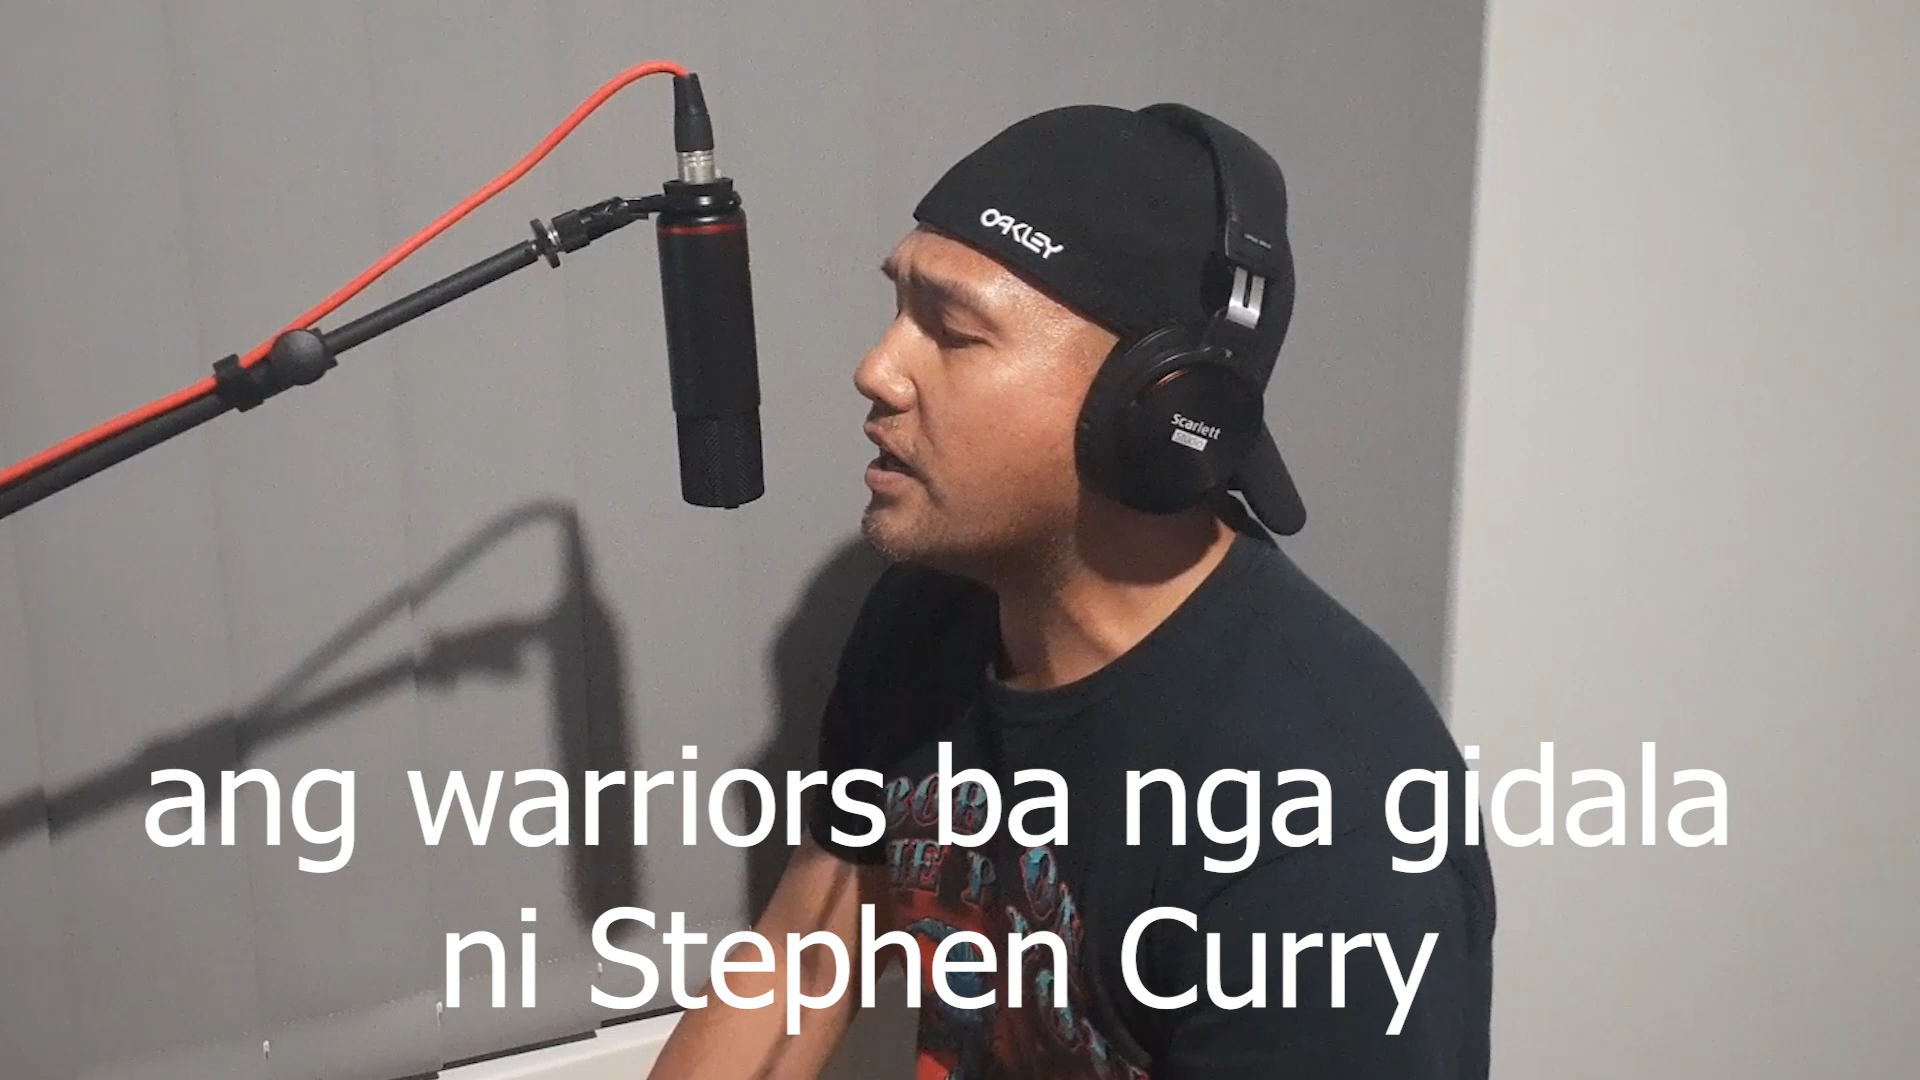 OAKLEY
Scarlett
Studio
ang warriors ba nga gidala
ni Stephen Curry